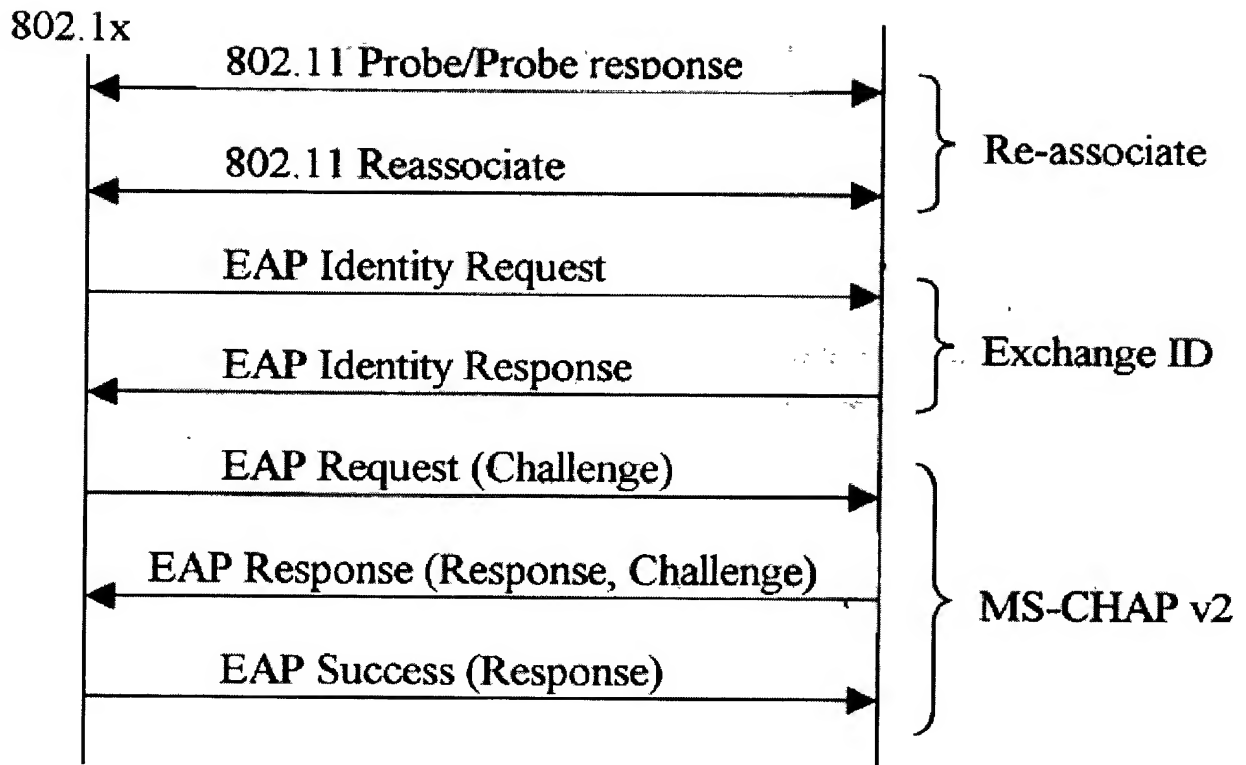 802.1x
802.11 Probe/Probe response
802.11 Reassociate
Re-associate
EAP Identity Request
EAP Identity Response
Exchange ID
EAP Request (Challenge)
EAP Response (Response, Challenge)
EAP Success (Response)
MS-CHAP v2